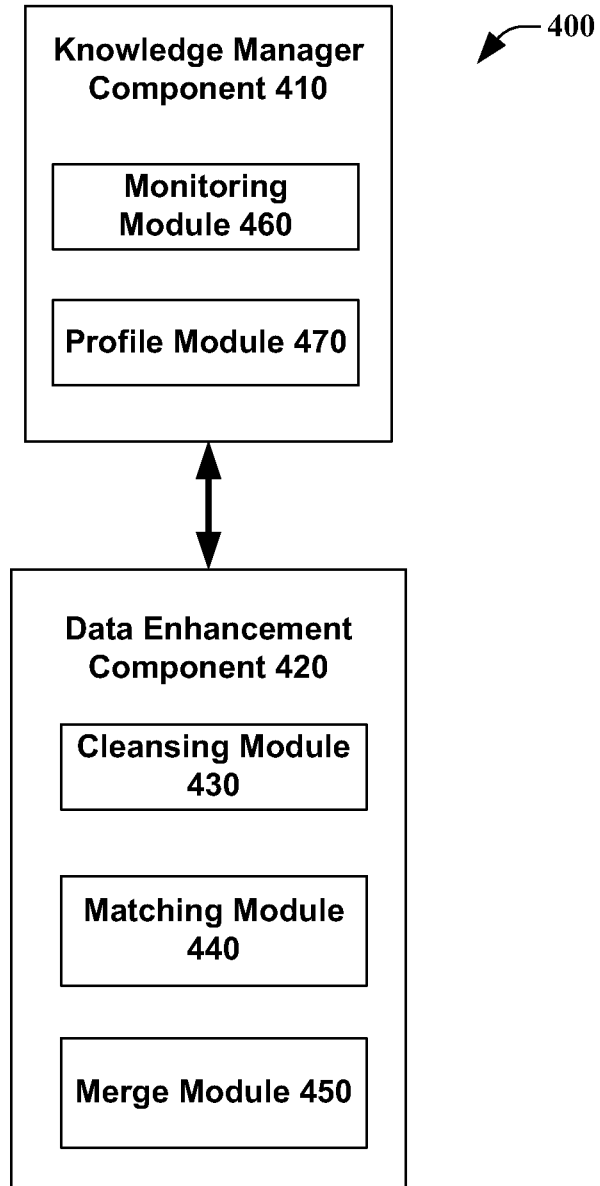 Knowledge Manager
Component 410
400
Monitoring
Module 460
Profile Module 470
Data Enhancement
Component 420
Cleansing Module
430
Matching Module
440
Merge Module 450